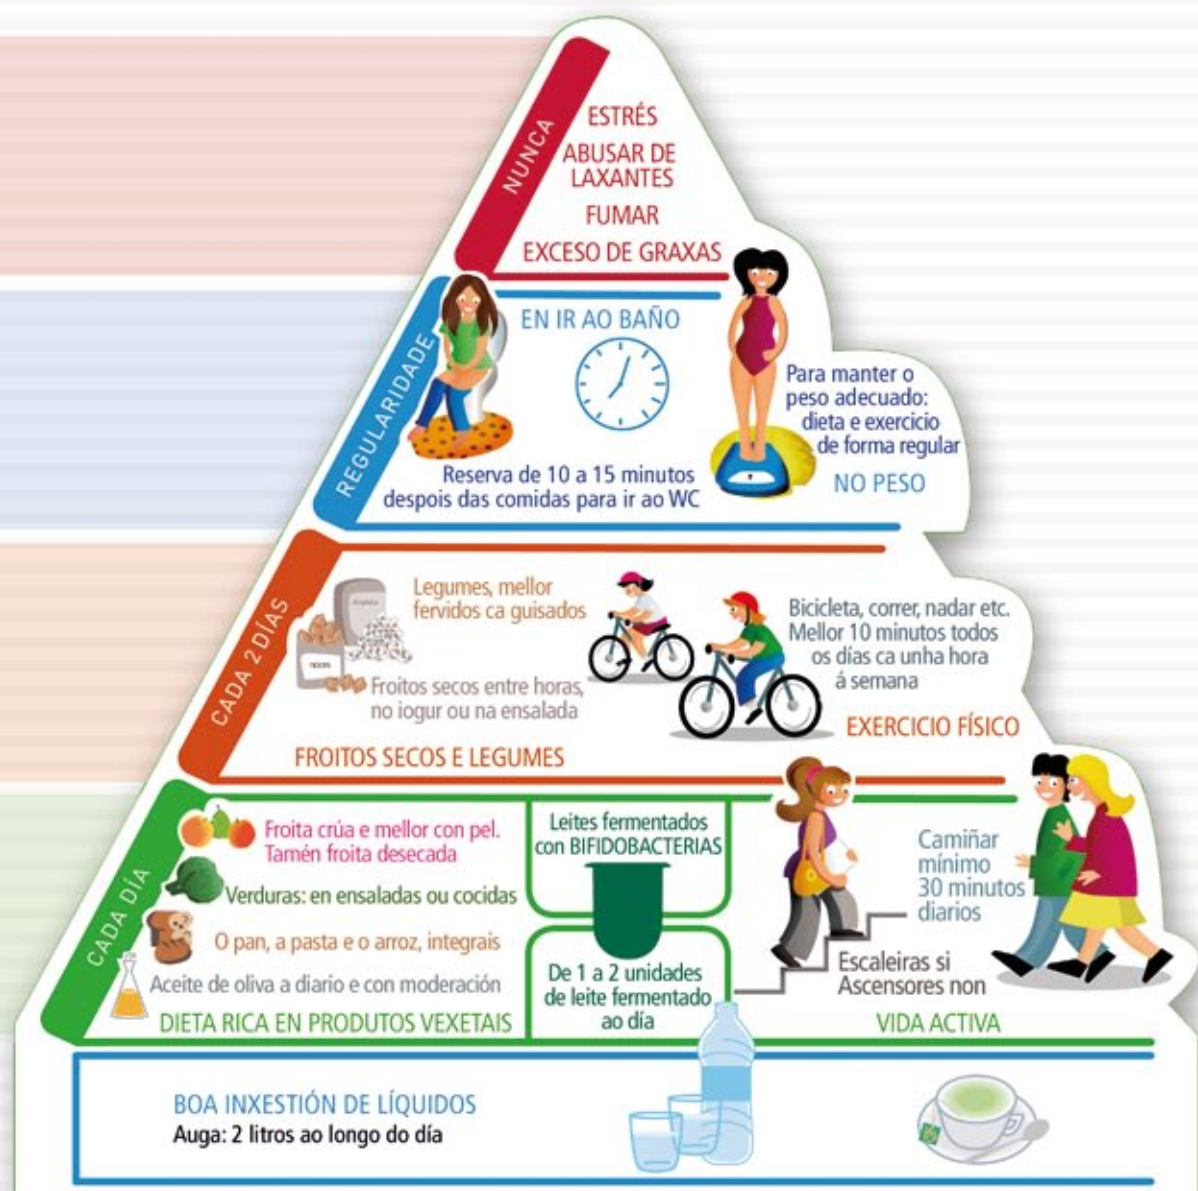 NUNCA
ESTRÉS
ABUSAR DE
LAXANTES
FUMAR
EXCESO DE GRAXAS
REGULARIDADE
EN IR AO BAÑO
Reserva de 10 a 15 minutos
despois das comidas para ir ao WC
Para manter o
peso adecuado:
dieta e exercicio
de forma regular
NO PESO
CADA 2 DÍAS
Legumes, mellor
fervidos ca guisados
Froitos secos entre horas,
no iogur ou na ensalada
FROITOS SECOS E LEGUMES
Bicicleta, correr, nadar etc.
Mellor 10 minutos todos
os días ca unha hora
á semana
EXERCICIO FÍSICO
CADA DÍA
Froita crúa e mellor con pel.
Tamén froita desecada
Verduras: en ensaladas ou cocidas
O pan, a pasta e o arroz, integrais
Aceite de oliva a diario e con moderación
DIETA RICA EN PRODUTOS VEXETAIS
Leites fermentados
con BIFIDOBACTERIAS
De 1 a 2 unidades
de leite fermentado
ao día
Camiñar
mínimo
30 minutos
diarios
Escaleiras si
Ascensores non
VIDA ACTIVA
BOA INXESTIÓN DE LÍQUIDOS
Auga: 2 litros ao longo do día